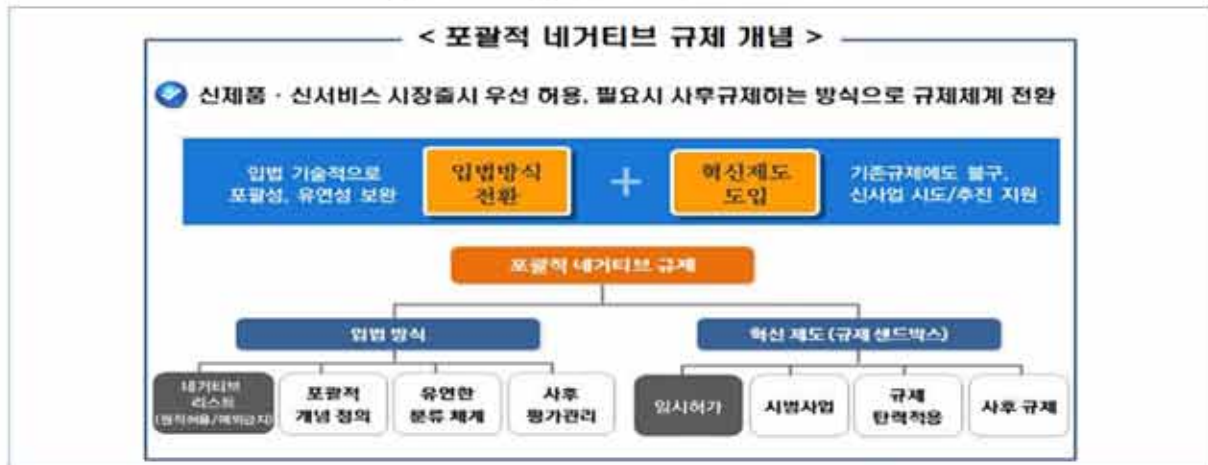 < 포괄적 네거티브 규제 개념 >
신제품 · 신서비스 시장출시 우선 허용, 필요시 사후규제하는 방식으로 규제체계 전환
입법 기술적으로
포괄성, 유연성 보완
입법방식
전환
+
혁신제도
도입
기존규제에도 불구,
신사업 시도/추진 지원
포괄적 네거티브 규제
입법 방식
혁신 제도 (규제 샌드박스)
네거티브
리스트
(원칙허용/예외금지)
포괄적
개념 정의
유연한
분류 체계
사후
평가관리
임시허가
시범사업
규제
탄력적용
사후 규제